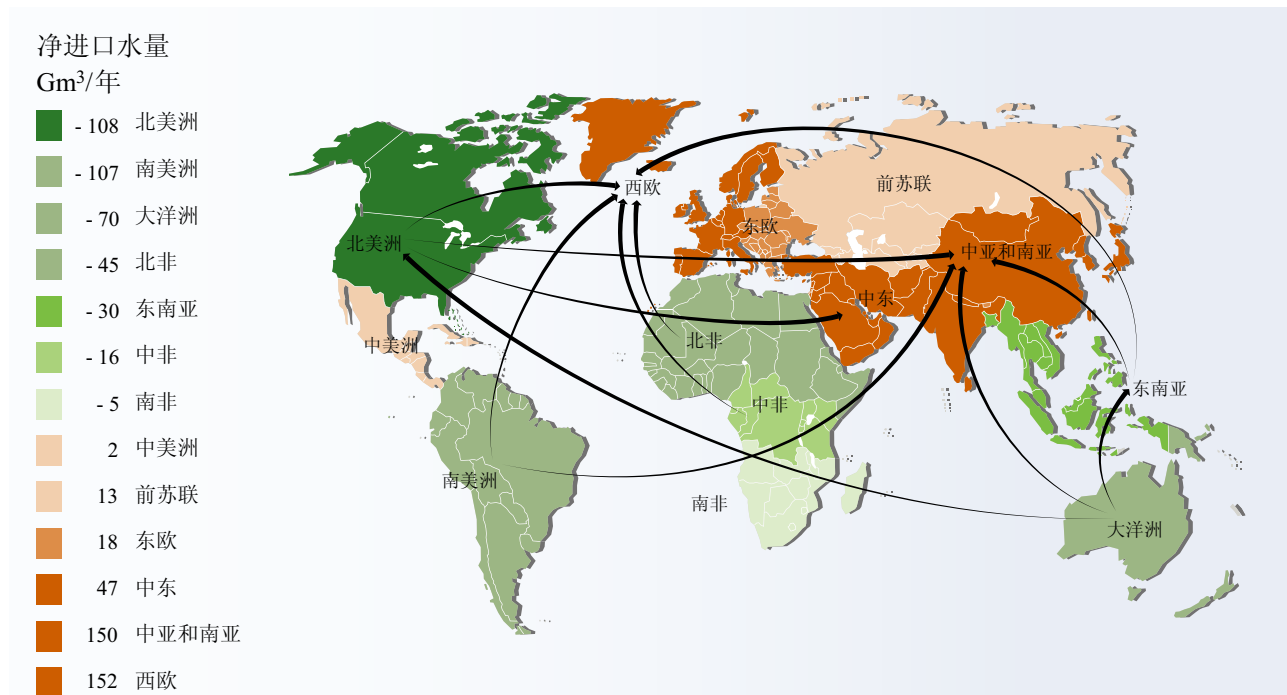 净进口水量
Gm³/年
- 108 北美洲
- 107 南美洲
- 70 大洋洲
- 45 北非
- 30 东南亚
- 16 中非
- 5 南非
2 中美洲
13 前苏联
18 东欧
47 中东
150 中亚和南亚
152 西欧
西欧
前苏联
东欧
北美洲
中亚和南亚
中东
北非
中美洲
东南亚
中非
南美洲
南非
大洋洲